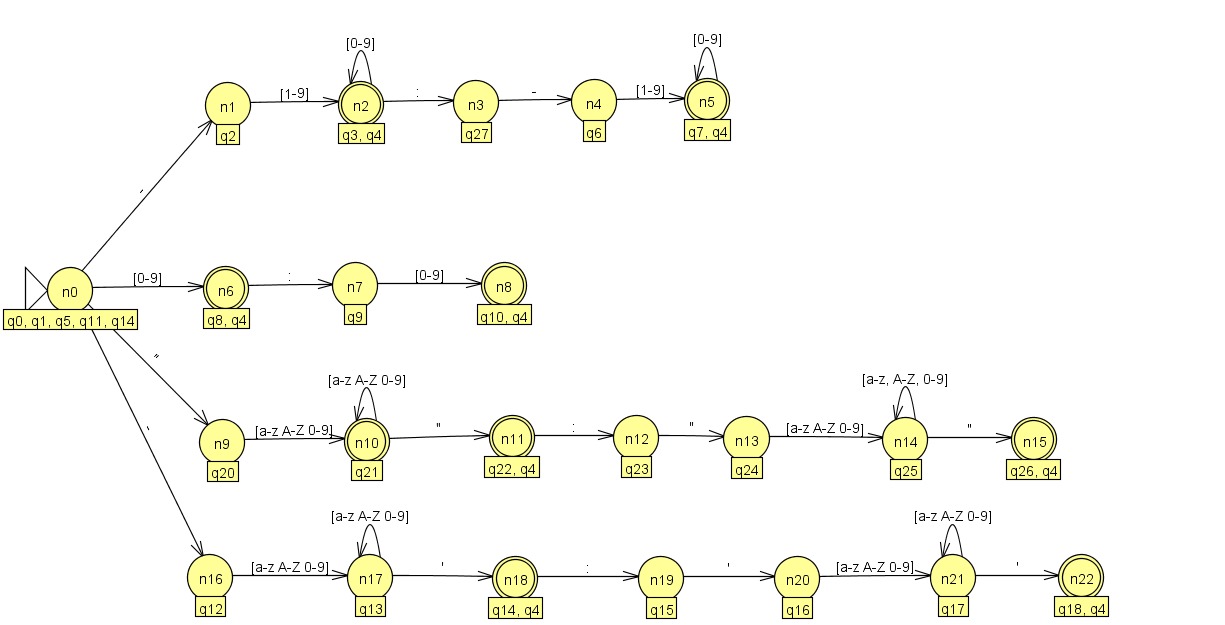 [0-9]
[0-9]
n1
[1-9]
n2
:
n3
-
n4
[1-9]
n5
q2
q3, q4
q27
q6
q7, q4
-
n0
[0-9]
n6
:
n7
[0-9]
n8
q0, q1, q5, q11, q14
q8, q4
q9
q10, q4
"
[a-z A-Z 0-9]
[a-z, A-Z, 0-9]
n9
[a-z A-Z 0-9]
n10
"
n11
:
n12
"
n13
[a-z A-Z 0-9]
n14
"
n15
q20
q21
q22, q4
q23
q24
q25
q26, q4
'
[a-z A-Z 0-9]
[a-z A-Z 0-9]
n16
[a-z A-Z 0-9]
n17
'
n18
:
n19
'
n20
[a-z A-Z 0-9]
n21
'
n22
q12
q13
q14, q4
q15
q16
q17
q18, q4